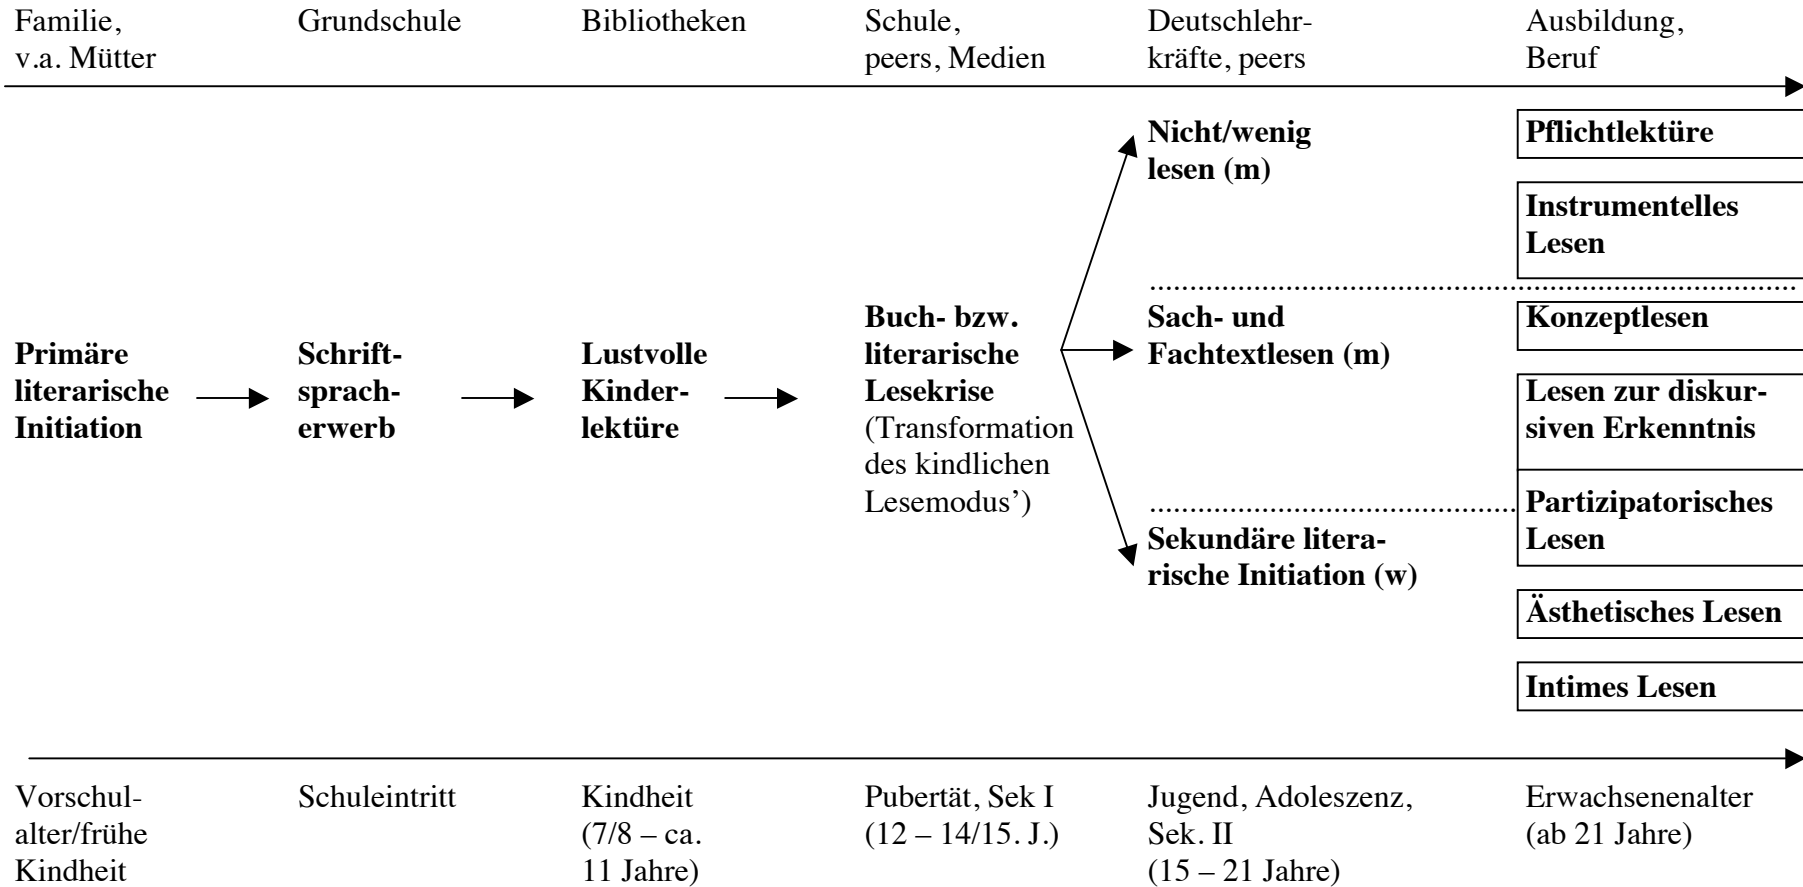 Familie,
v.a. Mütter
Grundschule
Bibliotheken
Schule,
peers, Medien
Deutschlehr-
kräfte, peers
Ausbildung,
Beruf
Primäre
literarische
Initiation
Schrift-
sprach-
erwerb
Lustvolle
Kinder-
lektüre
Buch- bzw.
literarische
Lesekrise
(Transformation
des kindlichen
Lesemodus’)
Nicht/wenig
lesen (m)
Sach- und
Fachtextlesen (m)
Sekundäre litera-
rische Initiation (w)
Pflichtlektüre
Instrumentelles
Lesen
Konzeptlesen
Lesen zur diskur-
siven Erkenntnis
Partizipatorisches
Lesen
Ästhetisches Lesen
Intimes Lesen
Vorschul-
alter/frühe
Kindheit
Schuleintritt
Kindheit
(7/8 – ca.
11 Jahre)
Pubertät, Sek I
(12 – 14/15. J.)
Jugend, Adoleszenz,
Sek. II
(15 – 21 Jahre)
Erwachsenenalter
(ab 21 Jahre)